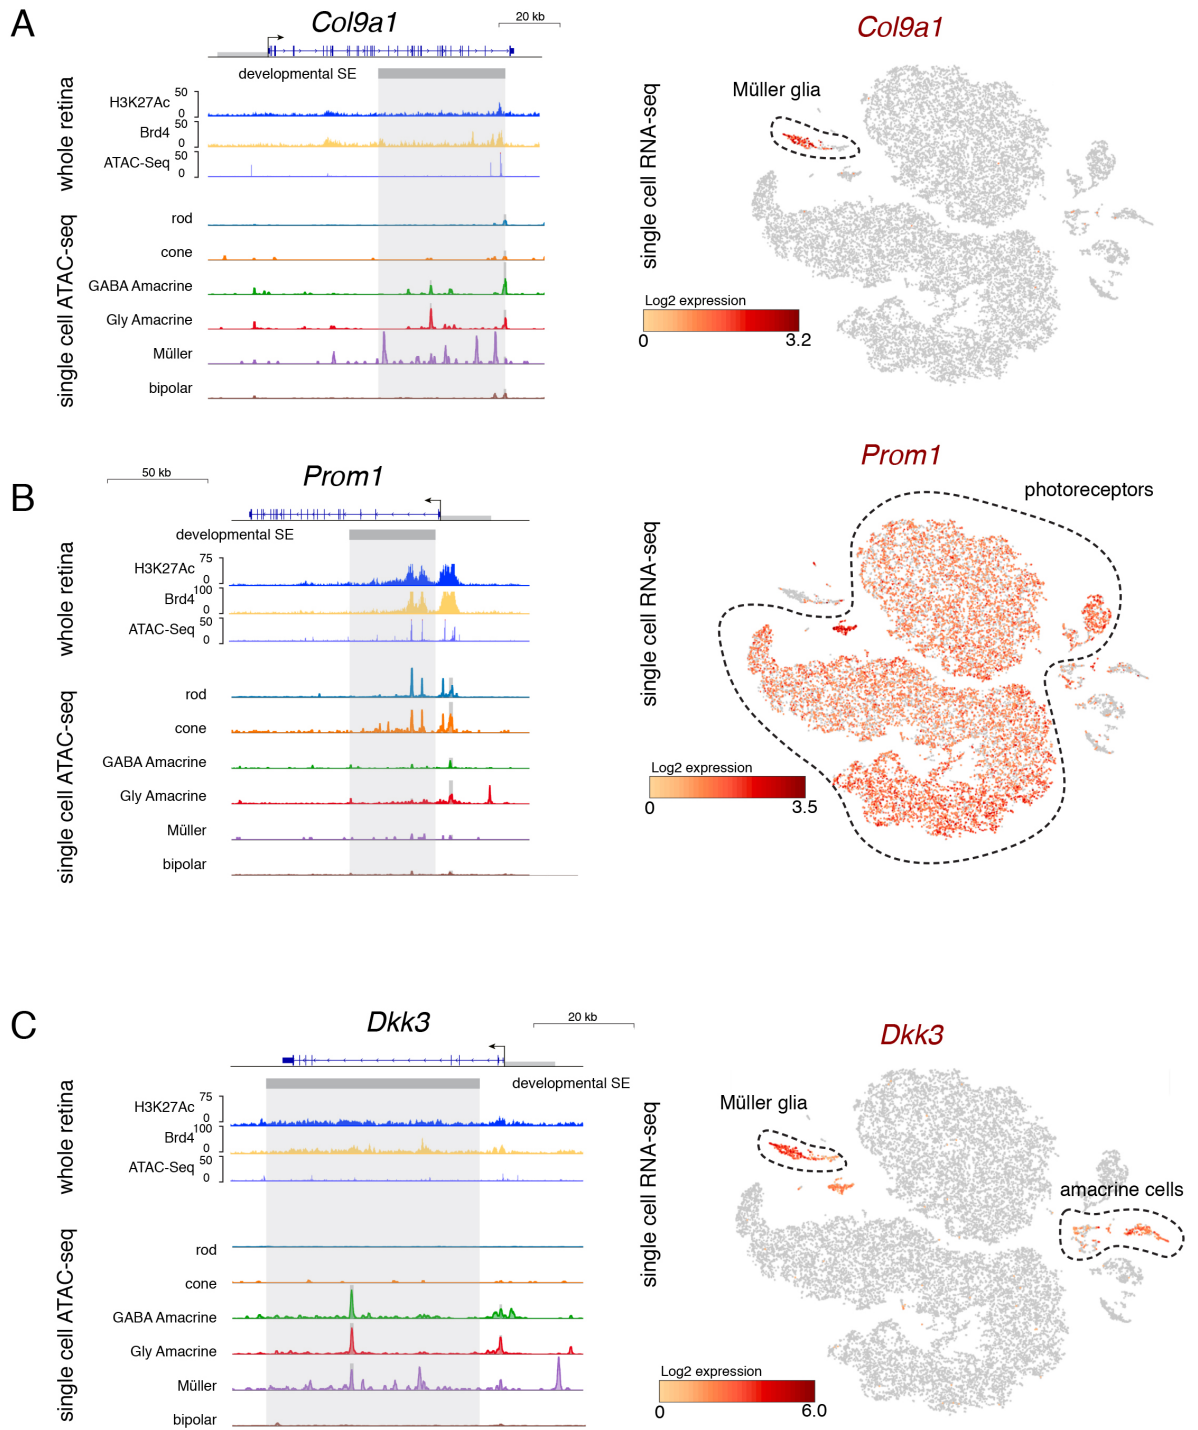 A
Col9a1
20 kb
developmental SE
whole retina
H3K27Ac
50
0
Brd4
50
0
ATAC-Seq
50
0
single cell ATAC-seq
rod
cone
GABA Amacrine
Gly Amacrine
Müller
bipolar
Col9a1
single cell RNA-seq
Müller glia
Log2 expression
0
3.2
B
50 kb
Prom1
developmental SE
whole retina
H3K27Ac
75
0
Brd4
100
0
ATAC-Seq
50
0
single cell ATAC-seq
rod
cone
GABA Amacrine
Gly Amacrine
Müller
bipolar
Prom1
single cell RNA-seq
photoreceptors
Log2 expression
0
3.5
C
Dkk3
20 kb
developmental SE
whole retina
H3K27Ac
75
0
Brd4
100
0
ATAC-Seq
50
0
single cell ATAC-seq
rod
cone
GABA Amacrine
Gly Amacrine
Müller
bipolar
Dkk3
single cell RNA-seq
Müller glia
amacrine cells
Log2 expression
0
6.0